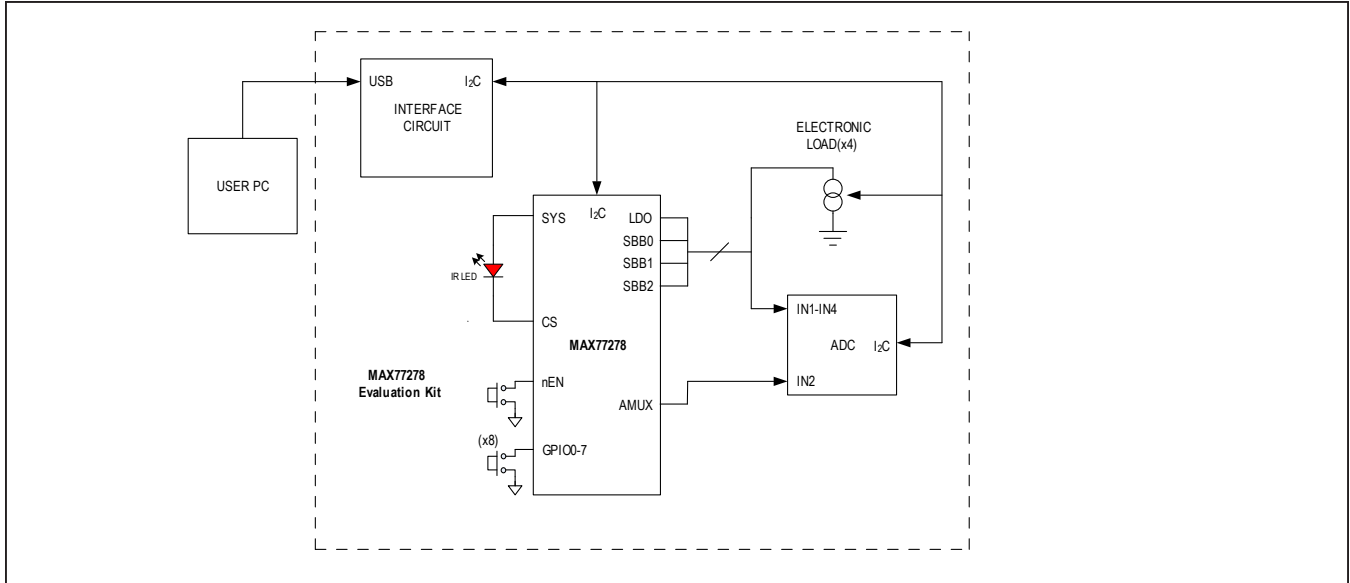 USB
I2C
INTERFACE
CIRCUIT
USER PC
ELECTRONIC
LOAD(x4)
SYS
I2C
LDO
SBB0
SBB1
SBB2
IR LED
CS
MAX77278
IN1-IN4
ADC
I2C
IN2
MAX77278
Evaluation Kit
nEN
AMUX
(x8)
GPIO0-7